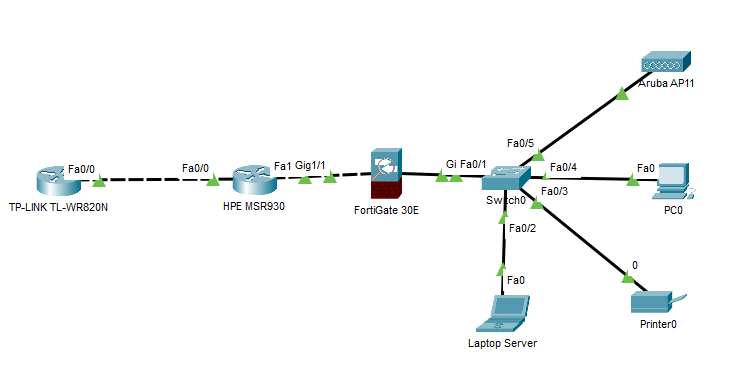 Aruba AP11
Fa0/5
Fa0/0
Fa0/0
Fa1 Gig1/1
Gi Fa0/1
Fa0/4
Fa0
TP-LINK TL-WR820N
HPE MSR930
FortiGate 30E
Switch0
Fa0/3
PC0
Fa0/2
0
Fa0
Printer0
Laptop Server